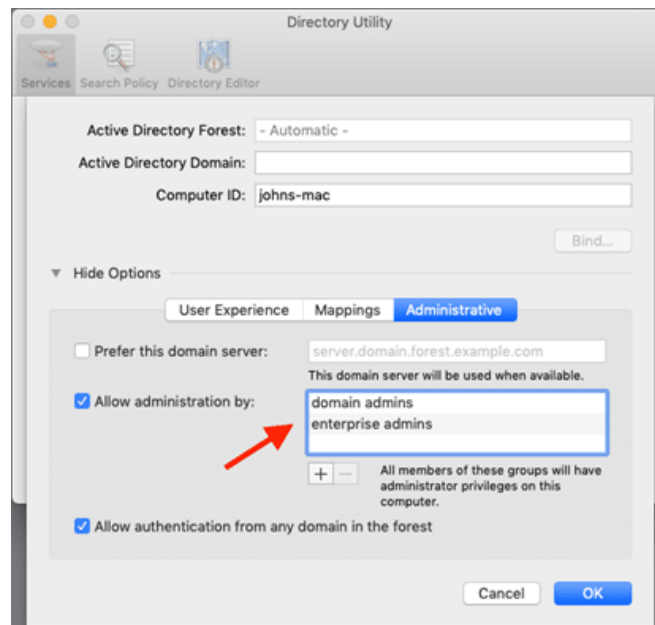 Directory Utility
Services Search Policy Directory Editor
Active Directory Forest: - Automatic -
Active Directory Domain:
Computer ID: johns-mac
Bind...
Hide Options
User Experience Mappings Administrative
Prefer this domain server: server.domain.forest.example.com
This domain server will be used when available.
Allow administration by: domain admins
enterprise admins
+ − All members of these groups will have
administrator privileges on this
computer.
Allow authentication from any domain in the forest
Cancel OK